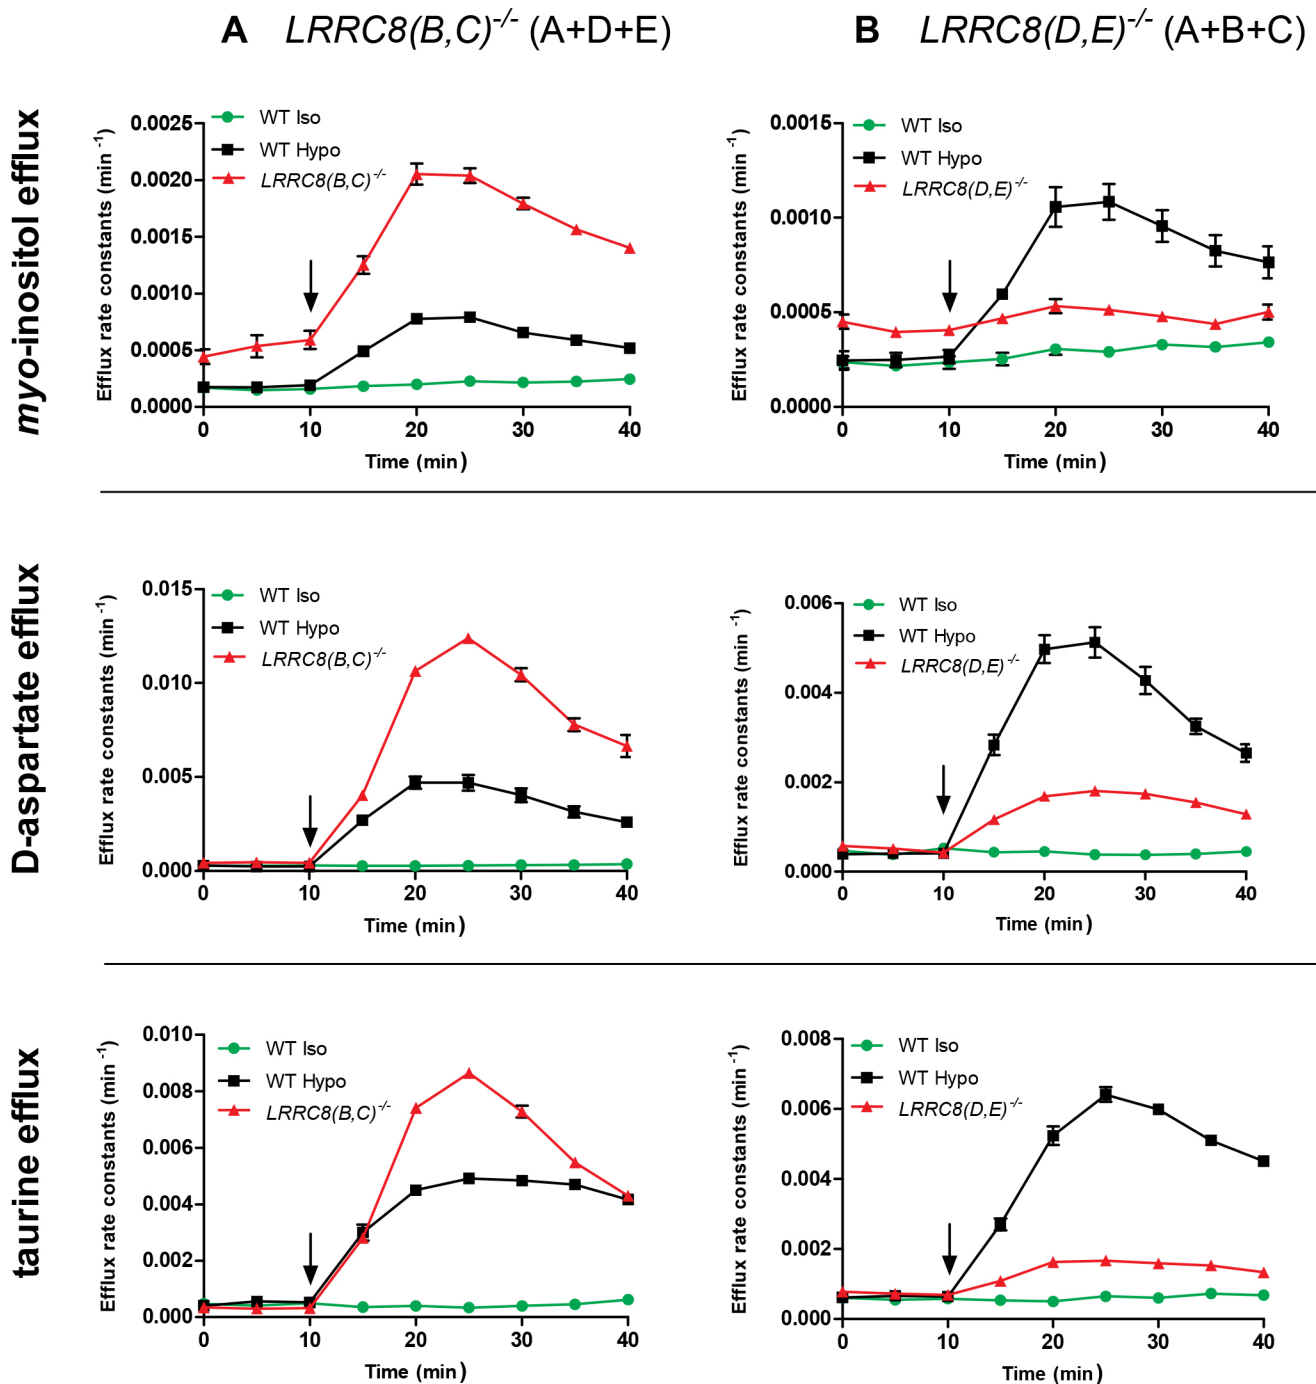 A LRRC8(B,C)-/- (A+D+E)
B LRRC8(D,E)-/- (A+B+C)
myo-inositol efflux
Efflux rate constants (min-1)
0.0025
0.0020
0.0015
0.0010
0.0005
0.0000
WT Iso
WT Hypo
LRRC8(B,C)-/-
0 10 20 30 40
Time (min)
Efflux rate constants (min-1)
0.0015
0.0010
0.0005
0.0000
WT Iso
WT Hypo
LRRC8(D,E)-/-
0 10 20 30 40
Time (min)
D-aspartate efflux
Efflux rate constants (min-1)
0.015
0.010
0.005
0.000
WT Iso
WT Hypo
LRRC8(B,C)-/-
0 10 20 30 40
Time (min)
Efflux rate constants (min-1)
0.006
0.004
0.002
0.000
WT Iso
WT Hypo
LRRC8(D,E)-/-
0 10 20 30 40
Time (min)
taurine efflux
Efflux rate constants (min-1)
0.010
0.008
0.006
0.004
0.002
0.000
WT Iso
WT Hypo
LRRC8(B,C)-/-
0 10 20 30 40
Time (min)
Efflux rate constants (min-1)
0.008
0.006
0.004
0.002
0.000
WT Iso
WT Hypo
LRRC8(D,E)-/-
0 10 20 30 40
Time (min)